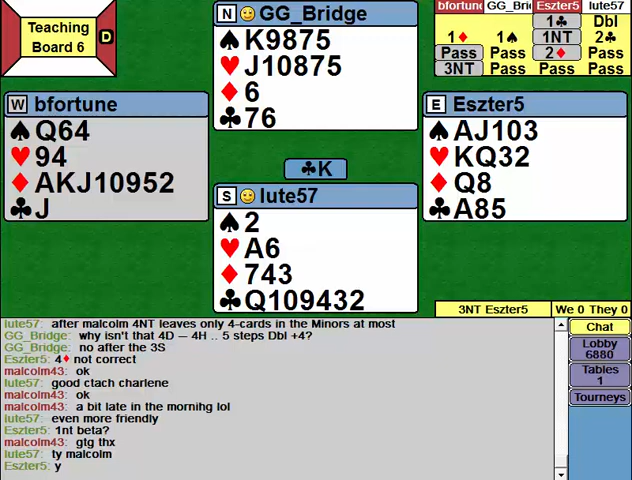 Teaching
Board 6
D
N GG_Bridge
♠K9875
♥J10875
♦6
♣76
bfortune GG_Bri Eszter5 lute57
1♣ Dbl
1♦ 1♠ 1NT 2♣
Pass Pass 2♦ Pass
3NT Pass Pass Pass
W bfortune
♠Q64
♥94
♦AKJ10952
♣J
E Eszter5
♠AJ103
♥KQ32
♦Q8
♣A85
♣K
S lute57
♠2
♥A6
♦743
♣Q109432
3NT Eszter5
We 0 They 0
lute57: after malcolm 4NT leaves only 4-cards in the Minors at most
GG_Bridge: why isn't that 4D -- 4H .. 5 steps Dbl +4?
GG_Bridge: no after the 3S
Eszter5: 4♦ not correct
malcolm43: ok
lute57: good ctach charlene
malcolm43: ok
malcolm43: a bit late in the mornihg lol
lute57: even more friendly
Eszter5: 1nt beta?
malcolm43: gtg thx
lute57: ty malcolm
Eszter5: y
Chat
Lobby
6880
Tables
1
Tourneys